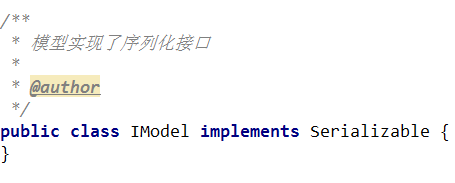 /**
 * 模型实现了序列化接口
 *
 * @author
 */
public class IModel implements Serializable {
}